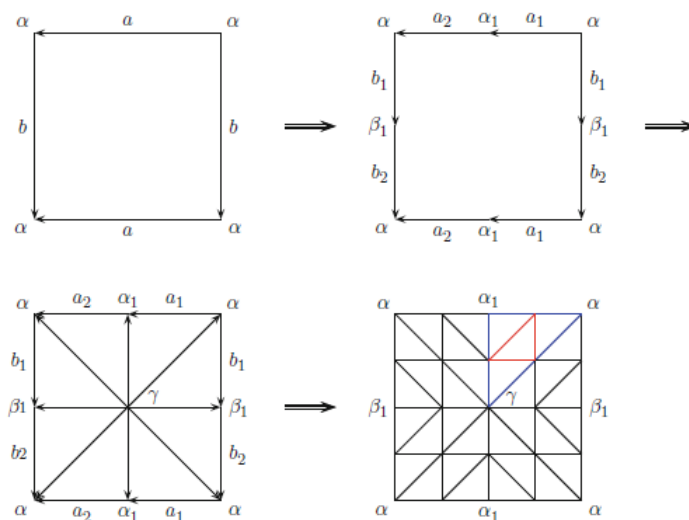 α a α α a₂ α₁ a₁ α
b₁ b₁
b b β₁ β₁
b₂ b₂
α a α α a₂ α₁ a₁ α
α a₂ α₁ a₁ α α α₁ α
b₁ b₁
β1 γ β₁ β₁ γ β₁
b2 b₂
α a₂ α₁ a₁ α α α₁ α